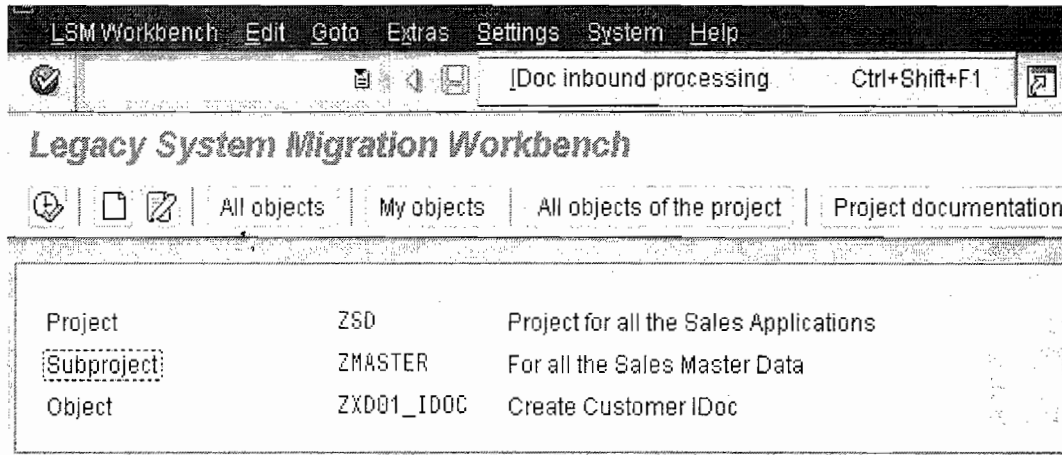 LSM Workbench Edit Goto Extras Settings System Help
IDoc inbound processing Ctrl+Shift+F1
Legacy System Migration Workbench
All objects My objects All objects of the project Project documentation
Project ZSD Project for all the Sales Applications
Subproject ZMASTER For all the Sales Master Data
Object ZXD01_IDOC Create Customer IDoc